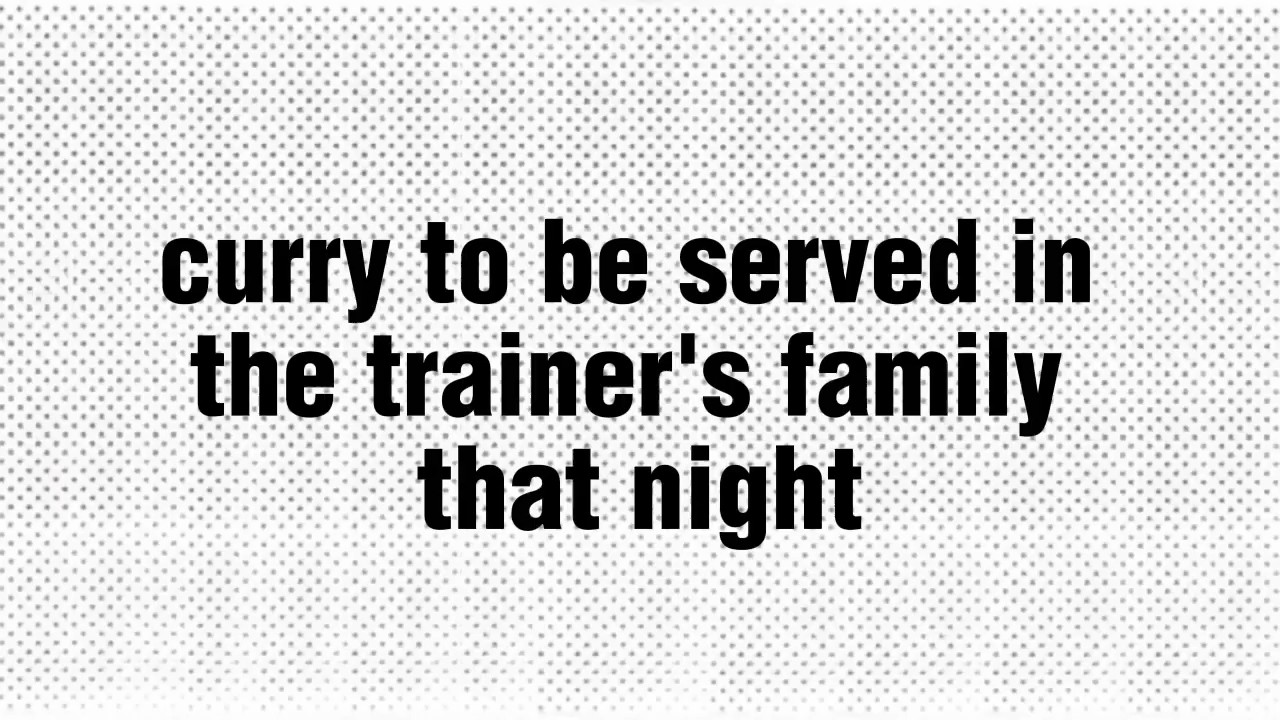 curry to be served in
the trainer's family
that night